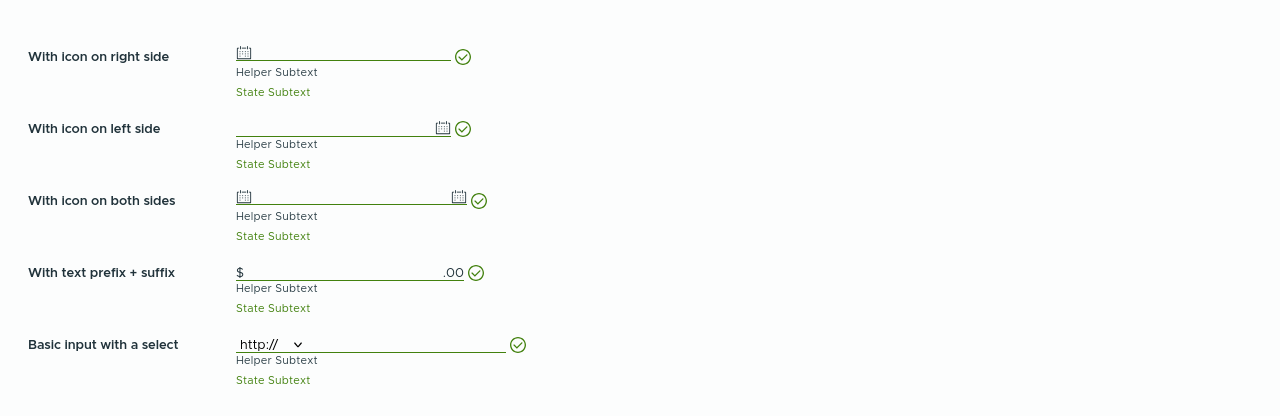 With icon on right side
Helper Subtext
State Subtext
With icon on left side
Helper Subtext
State Subtext
With icon on both sides
Helper Subtext
State Subtext
With text prefix + suffix $ .00
Helper Subtext
State Subtext
Basic input with a select http://
Helper Subtext
State Subtext